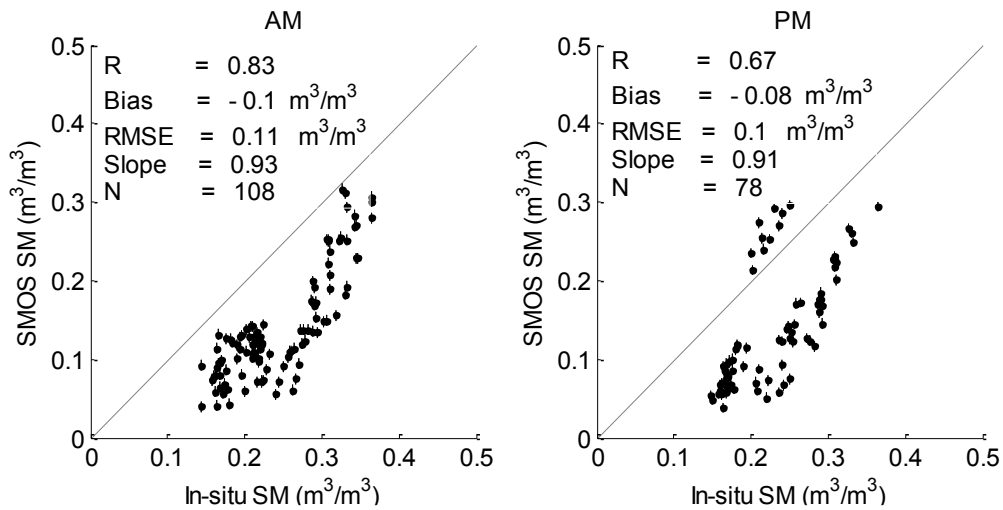 AM
R = 0.83
Bias = - 0.1 m³/m³
RMSE = 0.11 m³/m³
Slope = 0.93
N = 108
0.5
0.4
0.3
0.2
0.1
0
0 0.1 0.2 0.3 0.4 0.5
SMOS SM (m³/m³)
In-situ SM (m³/m³)
PM
R = 0.67
Bias = - 0.08 m³/m³
RMSE = 0.1 m³/m³
Slope = 0.91
N = 78
0.5
0.4
0.3
0.2
0.1
0
0 0.1 0.2 0.3 0.4 0.5
SMOS SM (m³/m³)
In-situ SM (m³/m³)